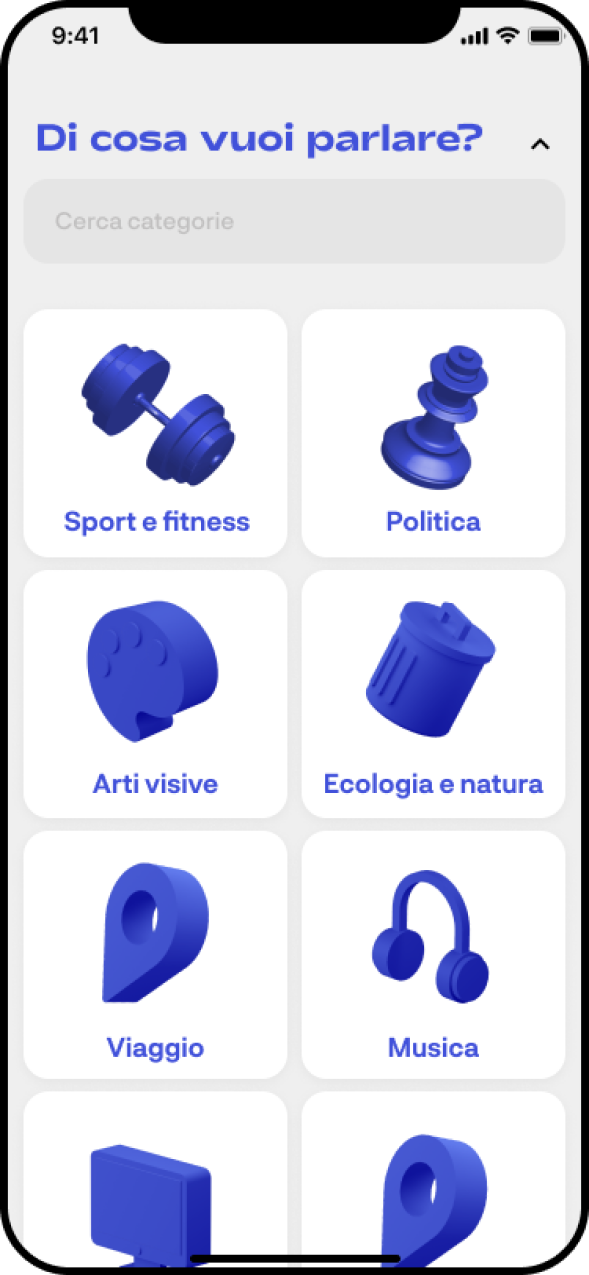 9:41
Di cosa vuoi parlare?
Cerca categorie
Sport e fitness
Politica
Arti visive
Ecologia e natura
Viaggio
Musica